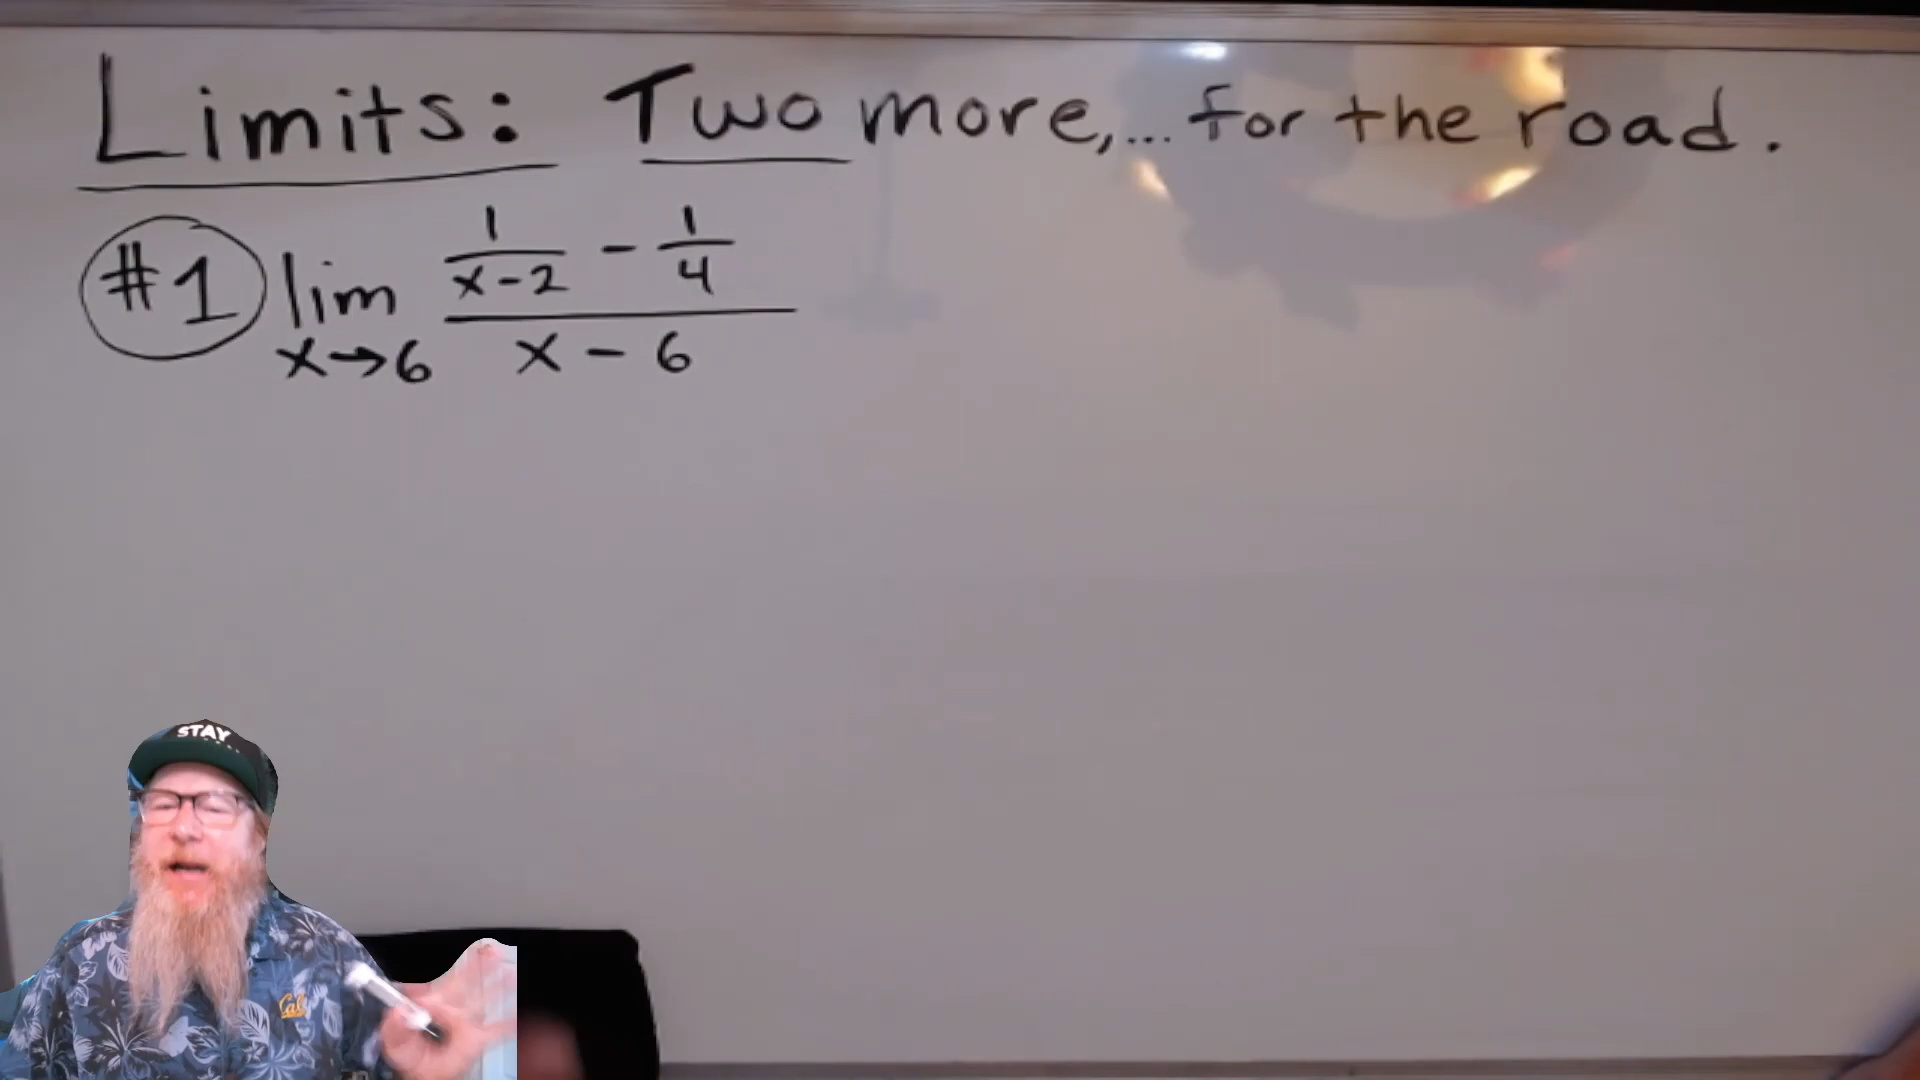 Limits: Two more,... for the road.
#1 lim x→6 (1/(x-2) - 1/4)/(x-6)
STAY
Cal